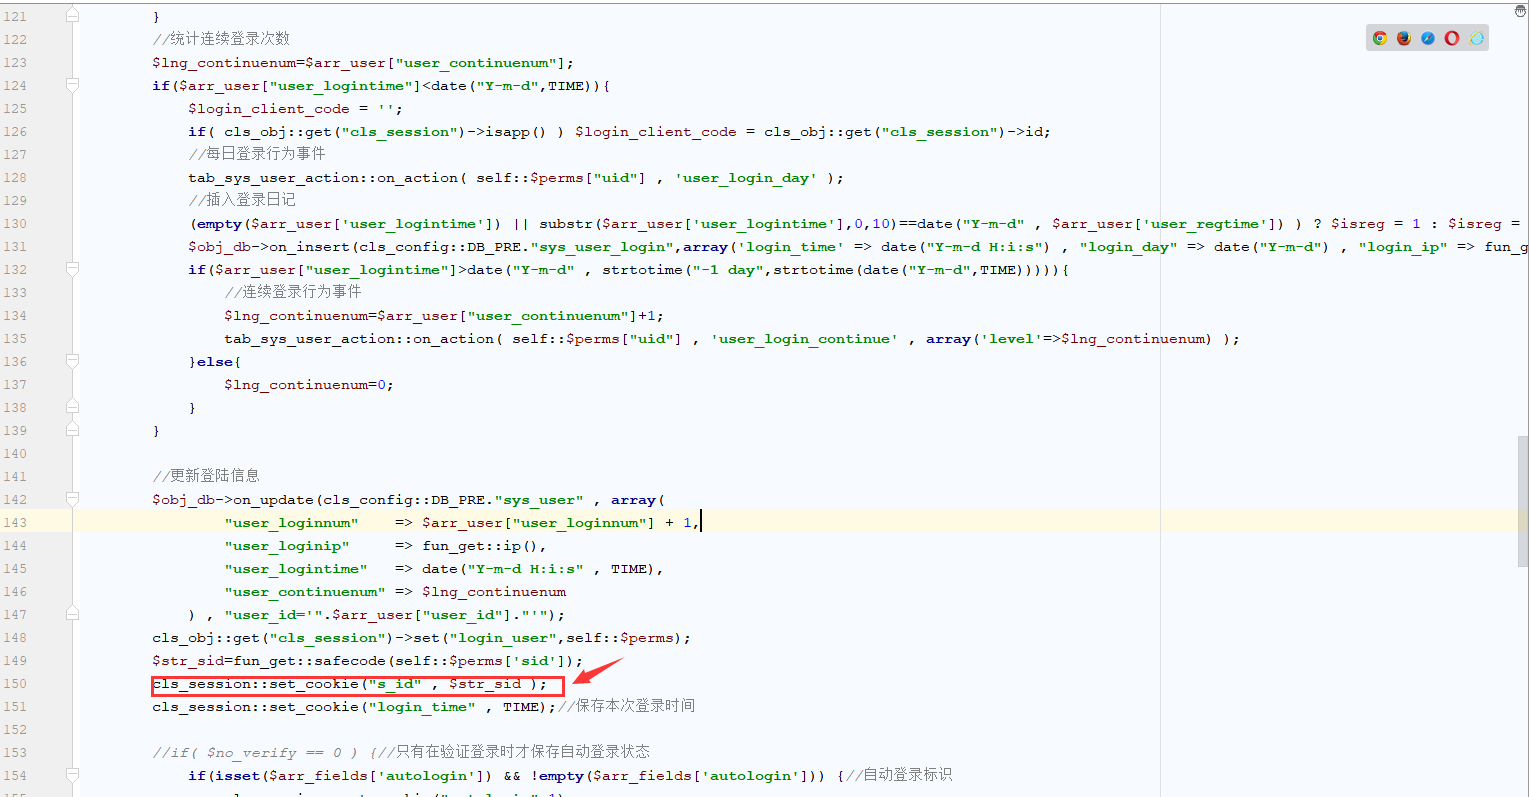 121 }
122 //统计连续登录次数
123 $lng_continuenum=$arr_user["user_continuenum"];
124 if($arr_user["user_logintime"]<date("Y-m-d",TIME)){
125 $login_client_code = '';
126 if( cls_obj::get("cls_session")->isapp() ) $login_client_code = cls_obj::get("cls_session")->id;
127 //每日登录行为事件
128 tab_sys_user_action::on_action( self::$perms["uid"] , 'user_login_day' );
129 //插入登录日记
130 (empty($arr_user['user_logintime']) || substr($arr_user['user_logintime'],0,10)==date("Y-m-d" , $arr_user['user_regtime']) ) ? $isreg = 1 : $isreg =
131 $obj_db->on_insert(cls_config::DB_PRE."sys_user_login",array('login_time' => date("Y-m-d H:i:s") , "login_day" => date("Y-m-d") , "login_ip" => fun_g
132 if($arr_user["user_logintime"]>date("Y-m-d" , strtotime("-1 day",strtotime(date("Y-m-d",TIME))))){
133 //连续登录行为事件
134 $lng_continuenum=$arr_user["user_continuenum"]+1;
135 tab_sys_user_action::on_action( self::$perms["uid"] , 'user_login_continue' , array('level'=>$lng_continuenum) );
136 }else{
137 $lng_continuenum=0;
138 }
139 }
140
141 //更新登陆信息
142 $obj_db->on_update(cls_config::DB_PRE."sys_user" , array(
143 "user_loginnum" => $arr_user["user_loginnum"] + 1,
144 "user_loginip" => fun_get::ip(),
145 "user_logintime" => date("Y-m-d H:i:s" , TIME),
146 "user_continuenum" => $lng_continuenum
147 ) , "user_id='".$arr_user["user_id"]."'");
148 cls_obj::get("cls_session")->set("login_user",self::$perms);
149 $str_sid=fun_get::safecode(self::$perms['sid']);
150 cls_session::set_cookie("s_id" , $str_sid );
151 cls_session::set_cookie("login_time" , TIME);//保存本次登录时间
152
153 //if( $no_verify == 0 ) {//只有在验证登录时才保存自动登录状态
154 if(isset($arr_fields['autologin']) && !empty($arr_fields['autologin'])) {//自动登录标识